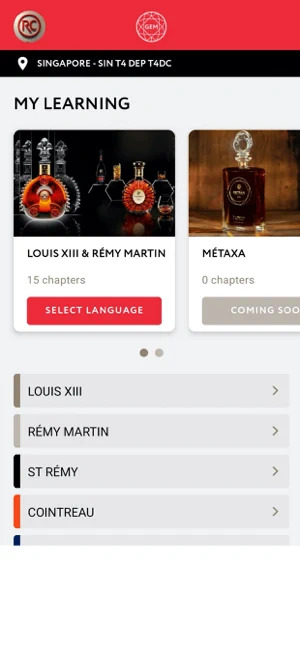 RC
GEM
SINGAPORE - SIN T4 DEP T4DC
MY LEARNING
LOUIS XIII & RÉMY MARTIN
15 chapters
SELECT LANGUAGE
MÉTAXA
0 chapters
COMING SOO
LOUIS XIII
RÉMY MARTIN
ST RÉMY
COINTREAU